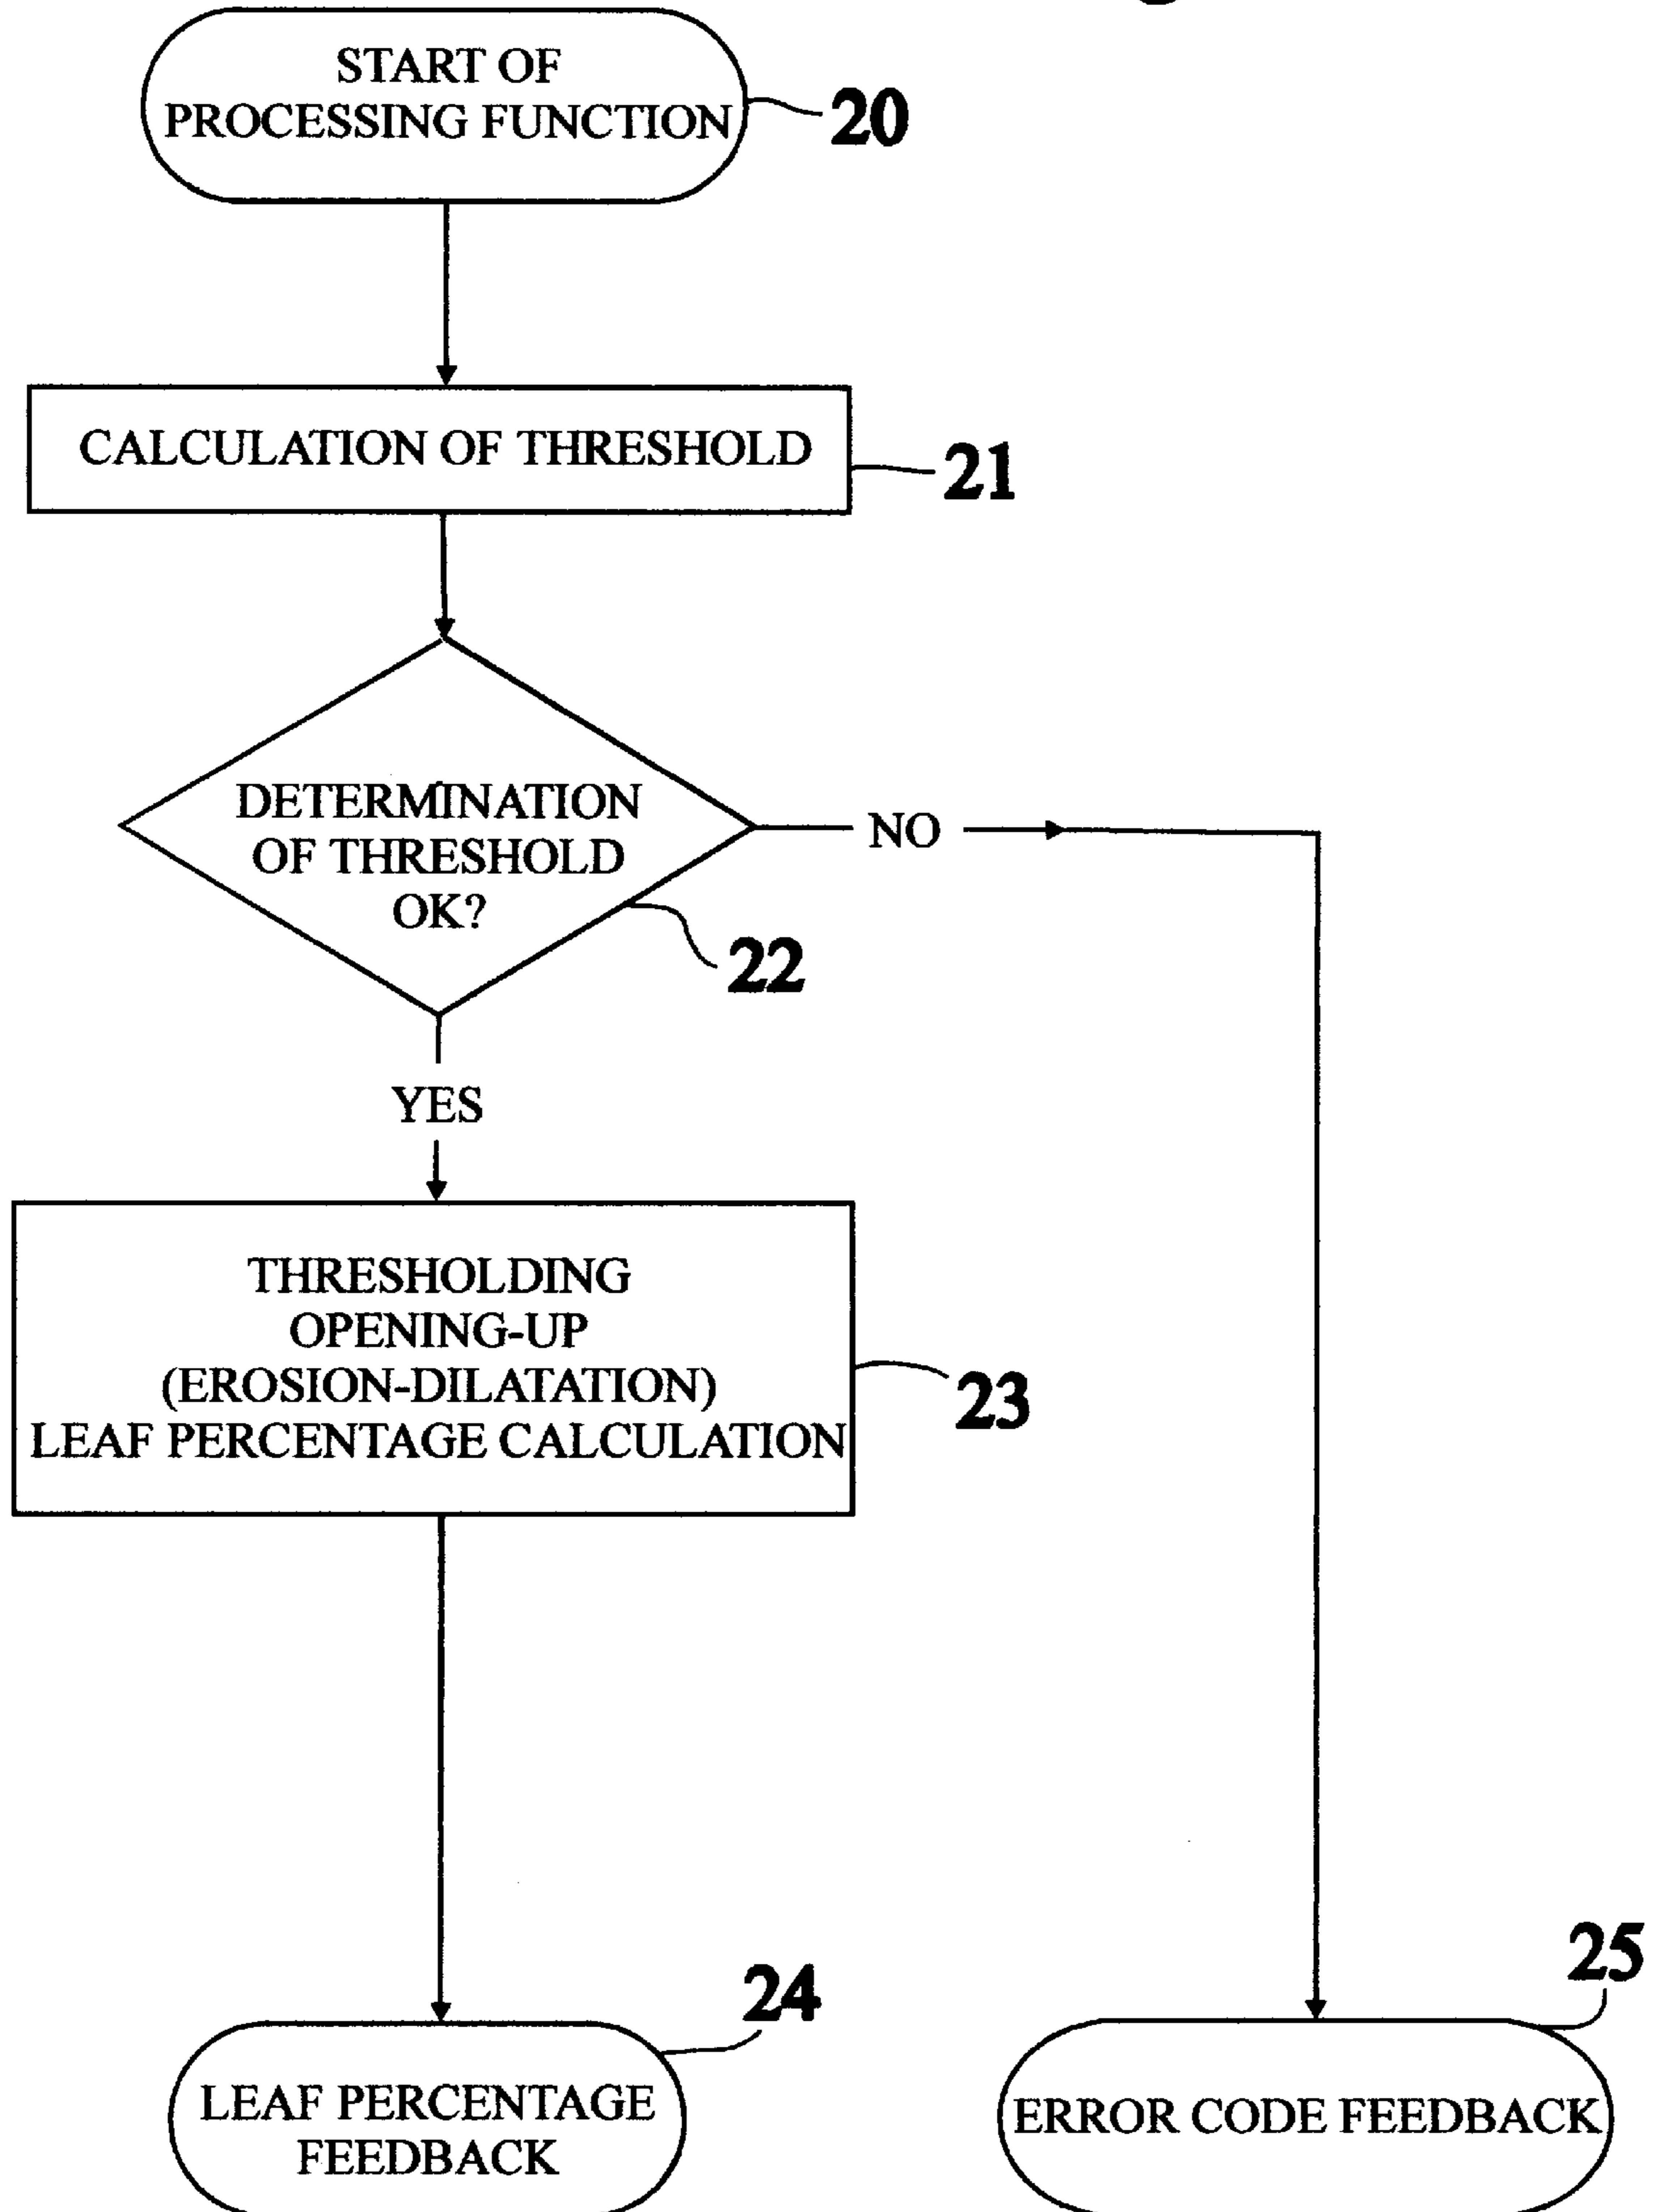 START OF
PROCESSING FUNCTION
20
CALCULATION OF THRESHOLD
21
DETERMINATION
OF THRESHOLD
OK?
NO
22
YES
THRESHOLDING
OPENING-UP
(EROSION-DILATATION)
LEAF PERCENTAGE CALCULATION
23
24
LEAF PERCENTAGE
FEEDBACK
25
ERROR CODE FEEDBACK